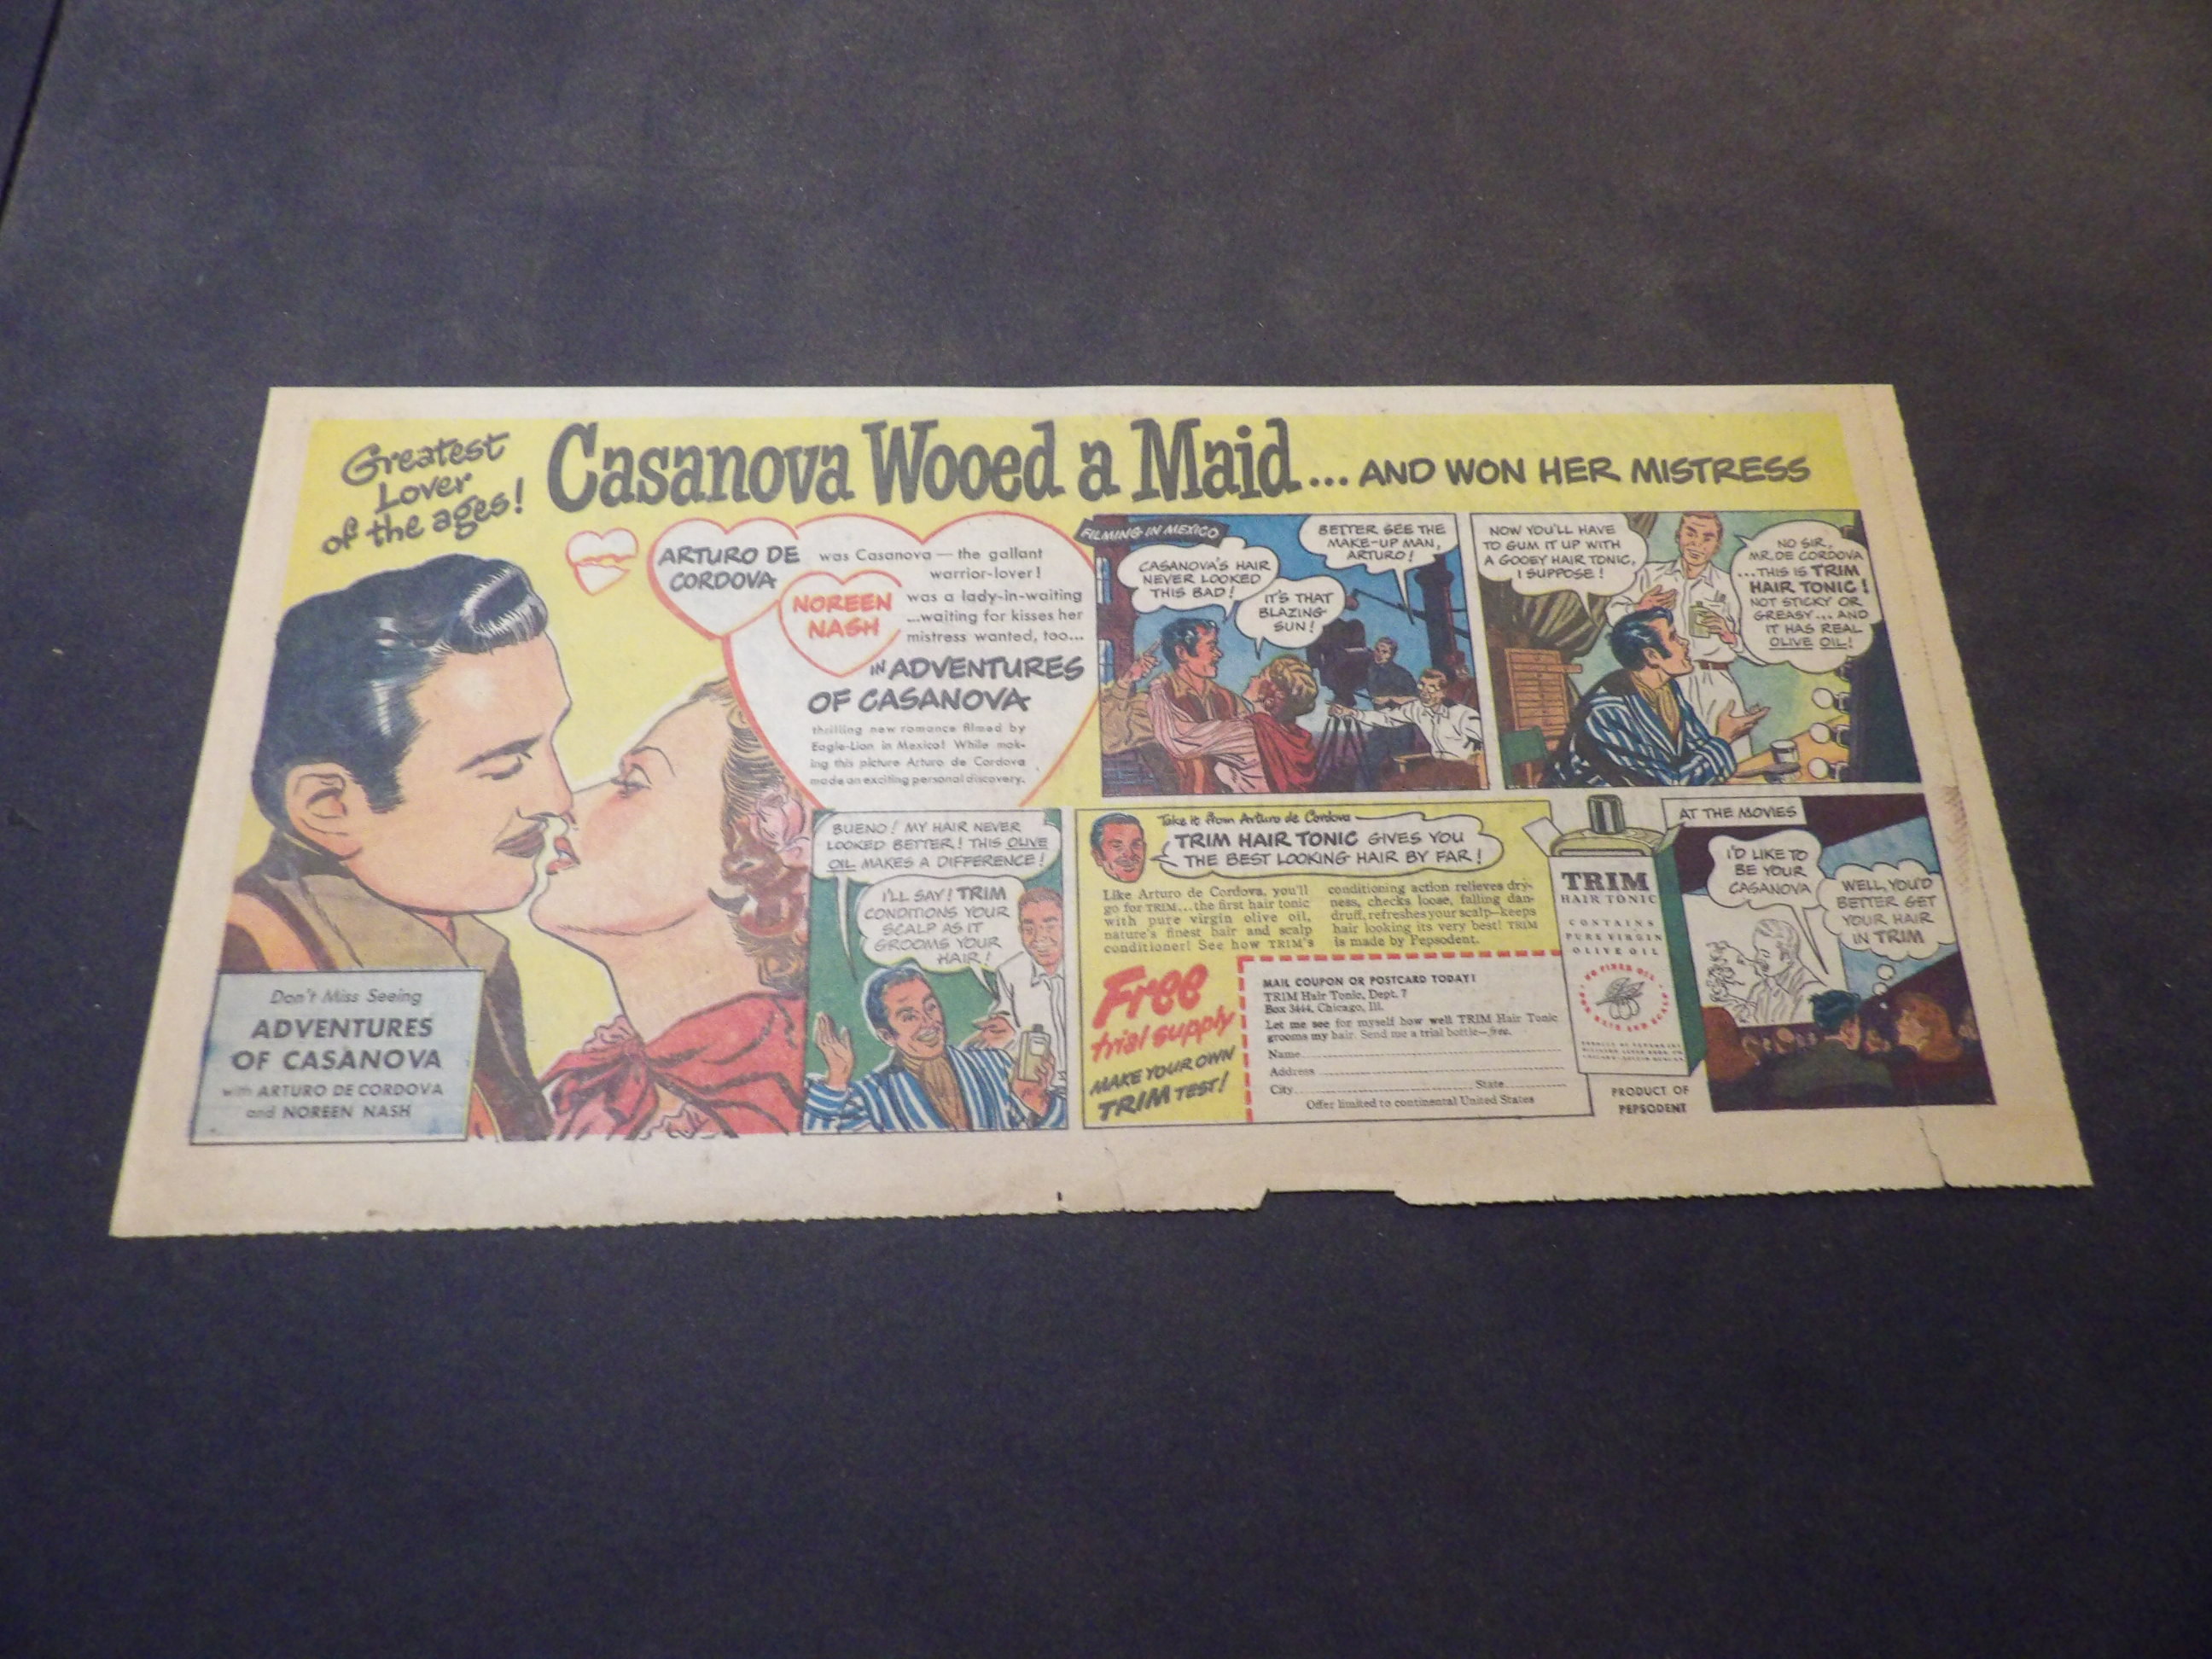 Greatest
Lover
of the ages!
Casanova Wooed a Maid... AND WON HER MISTRESS
ARTURO DE
CORDOVA
was Casanova — the gallant
warrior-lover!
NOREEN
NASH
was a lady-in-waiting
...waiting for kisses her
mistress wanted, too...
IN ADVENTURES
OF CASANOVA
thrilling new romance filmed by
Eagle-Lion in Mexico! While mak-
ing this picture Arturo de Cordova
made an exciting personal discovery.
Don't Miss Seeing
ADVENTURES
OF CASANOVA
with ARTURO DE CORDOVA
and NOREEN NASH
FILMING IN MEXICO
CASANOVA'S HAIR
NEVER LOOKED
THIS BAD!
IT'S THAT
BLAZING
SUN!
BETTER SEE THE
MAKE-UP MAN,
ARTURO!
NOW YOU'LL HAVE
TO GUM IT UP WITH
A GOOEY HAIR TONIC,
I SUPPOSE!
NO SIR,
MR. DE CORDOVA
...THIS IS TRIM
HAIR TONIC!
NOT STICKY OR
GREASY... AND
IT HAS REAL
OLIVE OIL!
BUENO! MY HAIR NEVER
LOOKED BETTER! THIS OLIVE
OIL MAKES A DIFFERENCE!
I'LL SAY! TRIM
CONDITIONS YOUR
SCALP AS IT
GROOMS YOUR
HAIR!
Take it from Arturo de Cordova
TRIM HAIR TONIC GIVES YOU
THE BEST LOOKING HAIR BY FAR!
Like Arturo de Cordova, you'll
go for TRIM...the first hair tonic
with pure virgin olive oil,
nature's finest hair and scalp
conditioner! See how TRIM'S
conditioning action relieves dry-
ness, checks loose, falling dan-
druff, refreshes your scalp—keeps
hair looking its very best! TRIM
is made by Pepsodent.
Free
trial supply
MAKE YOUR OWN
TRIM TEST!
MAIL COUPON OR POSTCARD TODAY!
TRIM Hair Tonic, Dept. 7
Box 3444, Chicago, Ill.
Let me see for myself how well TRIM Hair Tonic
grooms my hair. Send me a trial bottle—free.
Name
Address
City State
Offer limited to continental United States
TRIM
HAIR TONIC
CONTAINS
PURE VIRGIN
OLIVE OIL
PRODUCT OF
PEPSODENT
AT THE MOVIES
I'D LIKE TO
BE YOUR
CASANOVA
WELL, YOU'D
BETTER GET
YOUR HAIR
IN TRIM